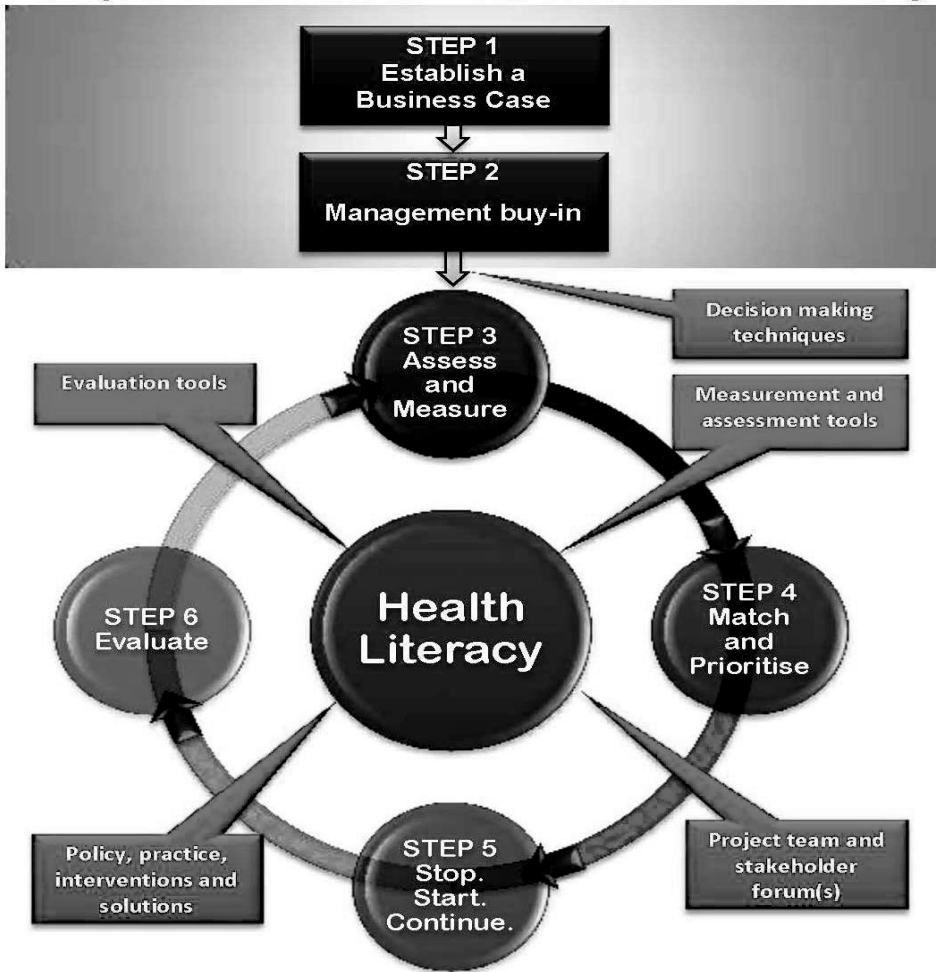 STEP 1
Establish a
Business Case
STEP 2
Management buy-in
Decision making
techniques
STEP 3
Assess
and
Measure
Evaluation tools
Measurement and
assessment tools
STEP 4
Match
and
Prioritise
STEP 6
Evaluate
Health
Literacy
STEP 5
Stop.
Start.
Continue.
Policy, practice,
interventions and
solutions
Project team and
stakeholder
forum(s)